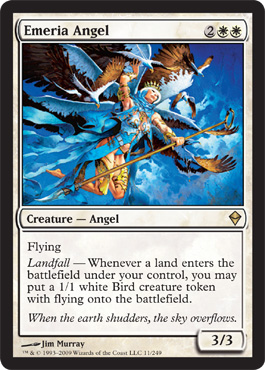 Emeria Angel 2
Creature — Angel
Flying
Landfall — Whenever a land enters the
battlefield under your control, you may
put a 1/1 white Bird creature token
with flying onto the battlefield.
When the earth shudders, the sky overflows.
3/3
Jim Murray
™ & © 1993–2009 Wizards of the Coast LLC 11/249